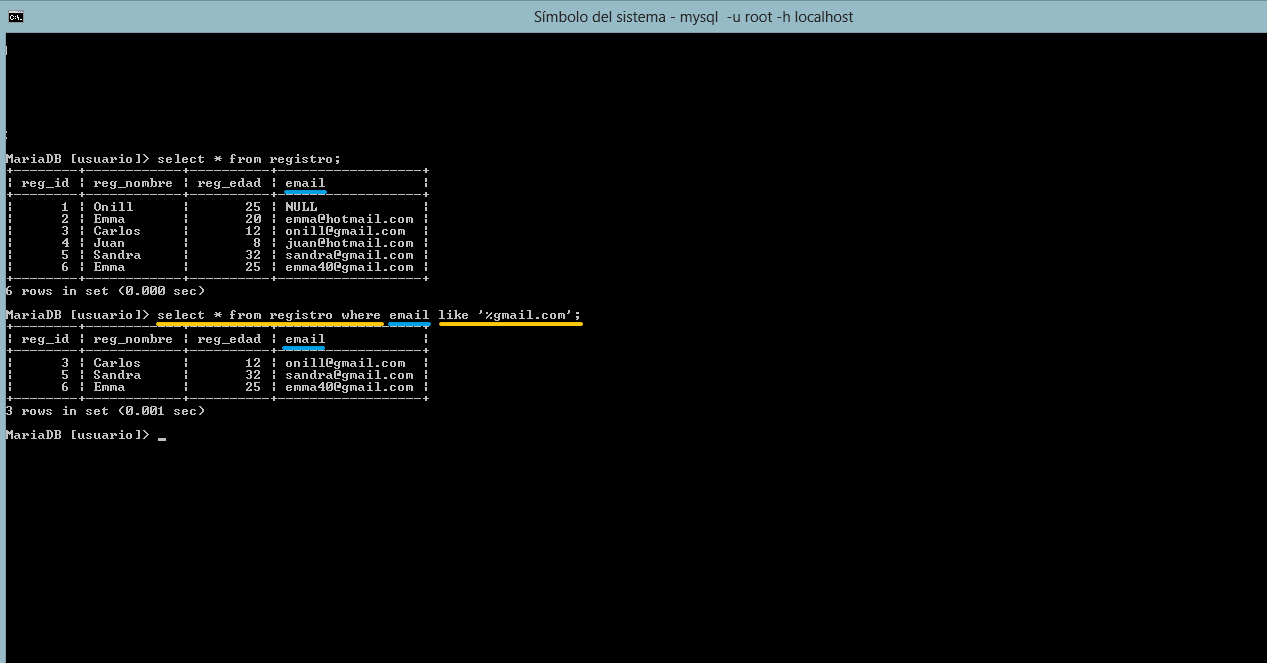 Símbolo del sistema - mysql  -u root -h localhost
MariaDB [usuario]> select * from registro;
+--------+------------+----------+------------------+
| reg_id | reg_nombre | reg_edad | email            |
+--------+------------+----------+------------------+
|      1 | Onill      |       25 | NULL             |
|      2 | Emma       |       20 | emma@hotmail.com |
|      3 | Carlos     |       12 | onill@gmail.com  |
|      4 | Juan       |        8 | juan@hotmail.com |
|      5 | Sandra     |       32 | sandra@gmail.com |
|      6 | Emma       |       25 | emma40@gmail.com |
+--------+------------+----------+------------------+
6 rows in set (0.000 sec)
MariaDB [usuario]> select * from registro where email like '%gmail.com';
+--------+------------+----------+------------------+
| reg_id | reg_nombre | reg_edad | email            |
+--------+------------+----------+------------------+
|      3 | Carlos     |       12 | onill@gmail.com  |
|      5 | Sandra     |       32 | sandra@gmail.com |
|      6 | Emma       |       25 | emma40@gmail.com |
+--------+------------+----------+------------------+
3 rows in set (0.001 sec)
MariaDB [usuario]> _